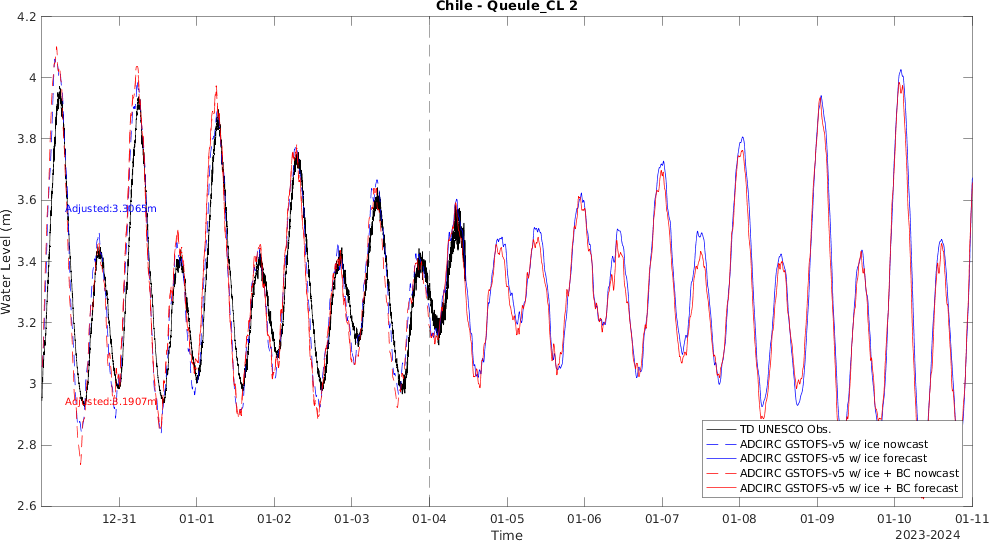 Chile - Queule_CL 2
4.2
4
3.8
3.6
3.4
3.2
3
2.8
2.6
Water Level (m)
Adjusted:3.3065m
Adjusted:3.1907m
TD UNESCO Obs.
ADCIRC GSTOFS-v5 w/ ice nowcast
ADCIRC GSTOFS-v5 w/ ice forecast
ADCIRC GSTOFS-v5 w/ ice + BC nowcast
ADCIRC GSTOFS-v5 w/ ice + BC forecast
12-31 01-01 01-02 01-03 01-04 01-05 01-06 01-07 01-08 01-09 01-10 01-11
Time
2023-2024